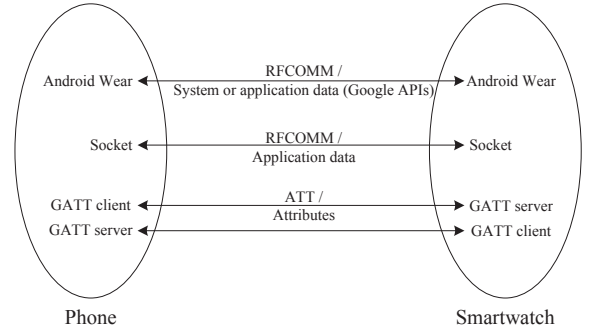 RFCOMM /
Android Wear
System or application data (Google APIs)
Android Wear
RFCOMM /
Socket
Application data
Socket
ATT /
GATT client
Attributes
GATT server
GATT server
GATT client
Phone
Smartwatch